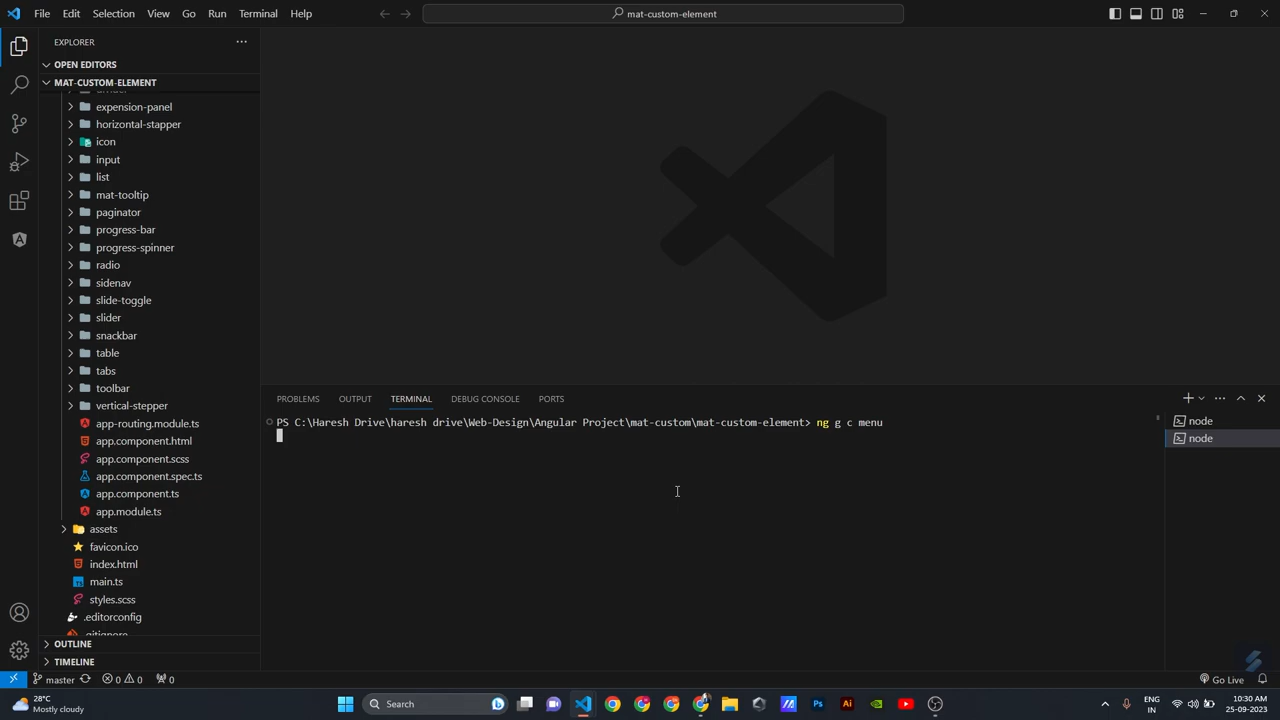 File Edit Selection View Go Run Terminal Help
mat-custom-element
EXPLORER
OPEN EDITORS
MAT-CUSTOM-ELEMENT
divider
expension-panel
horizontal-stapper
icon
input
list
mat-tooltip
paginator
progress-bar
progress-spinner
radio
sidenav
slide-toggle
slider
snackbar
table
tabs
toolbar
vertical-stepper
app-routing.module.ts
app.component.html
app.component.scss
app.component.spec.ts
app.component.ts
app.module.ts
assets
favicon.ico
index.html
main.ts
styles.scss
.editorconfig
.gitignore
OUTLINE
TIMELINE
PROBLEMS OUTPUT TERMINAL DEBUG CONSOLE PORTS
PS C:\Haresh Drive\haresh drive\Web-Design\Angular Project\mat-custom\mat-custom-element> ng g c menu
node
node
master 0 0 0
Go Live
28°C
Mostly cloudy
Search
ENG
IN
10:30 AM
25-09-2023